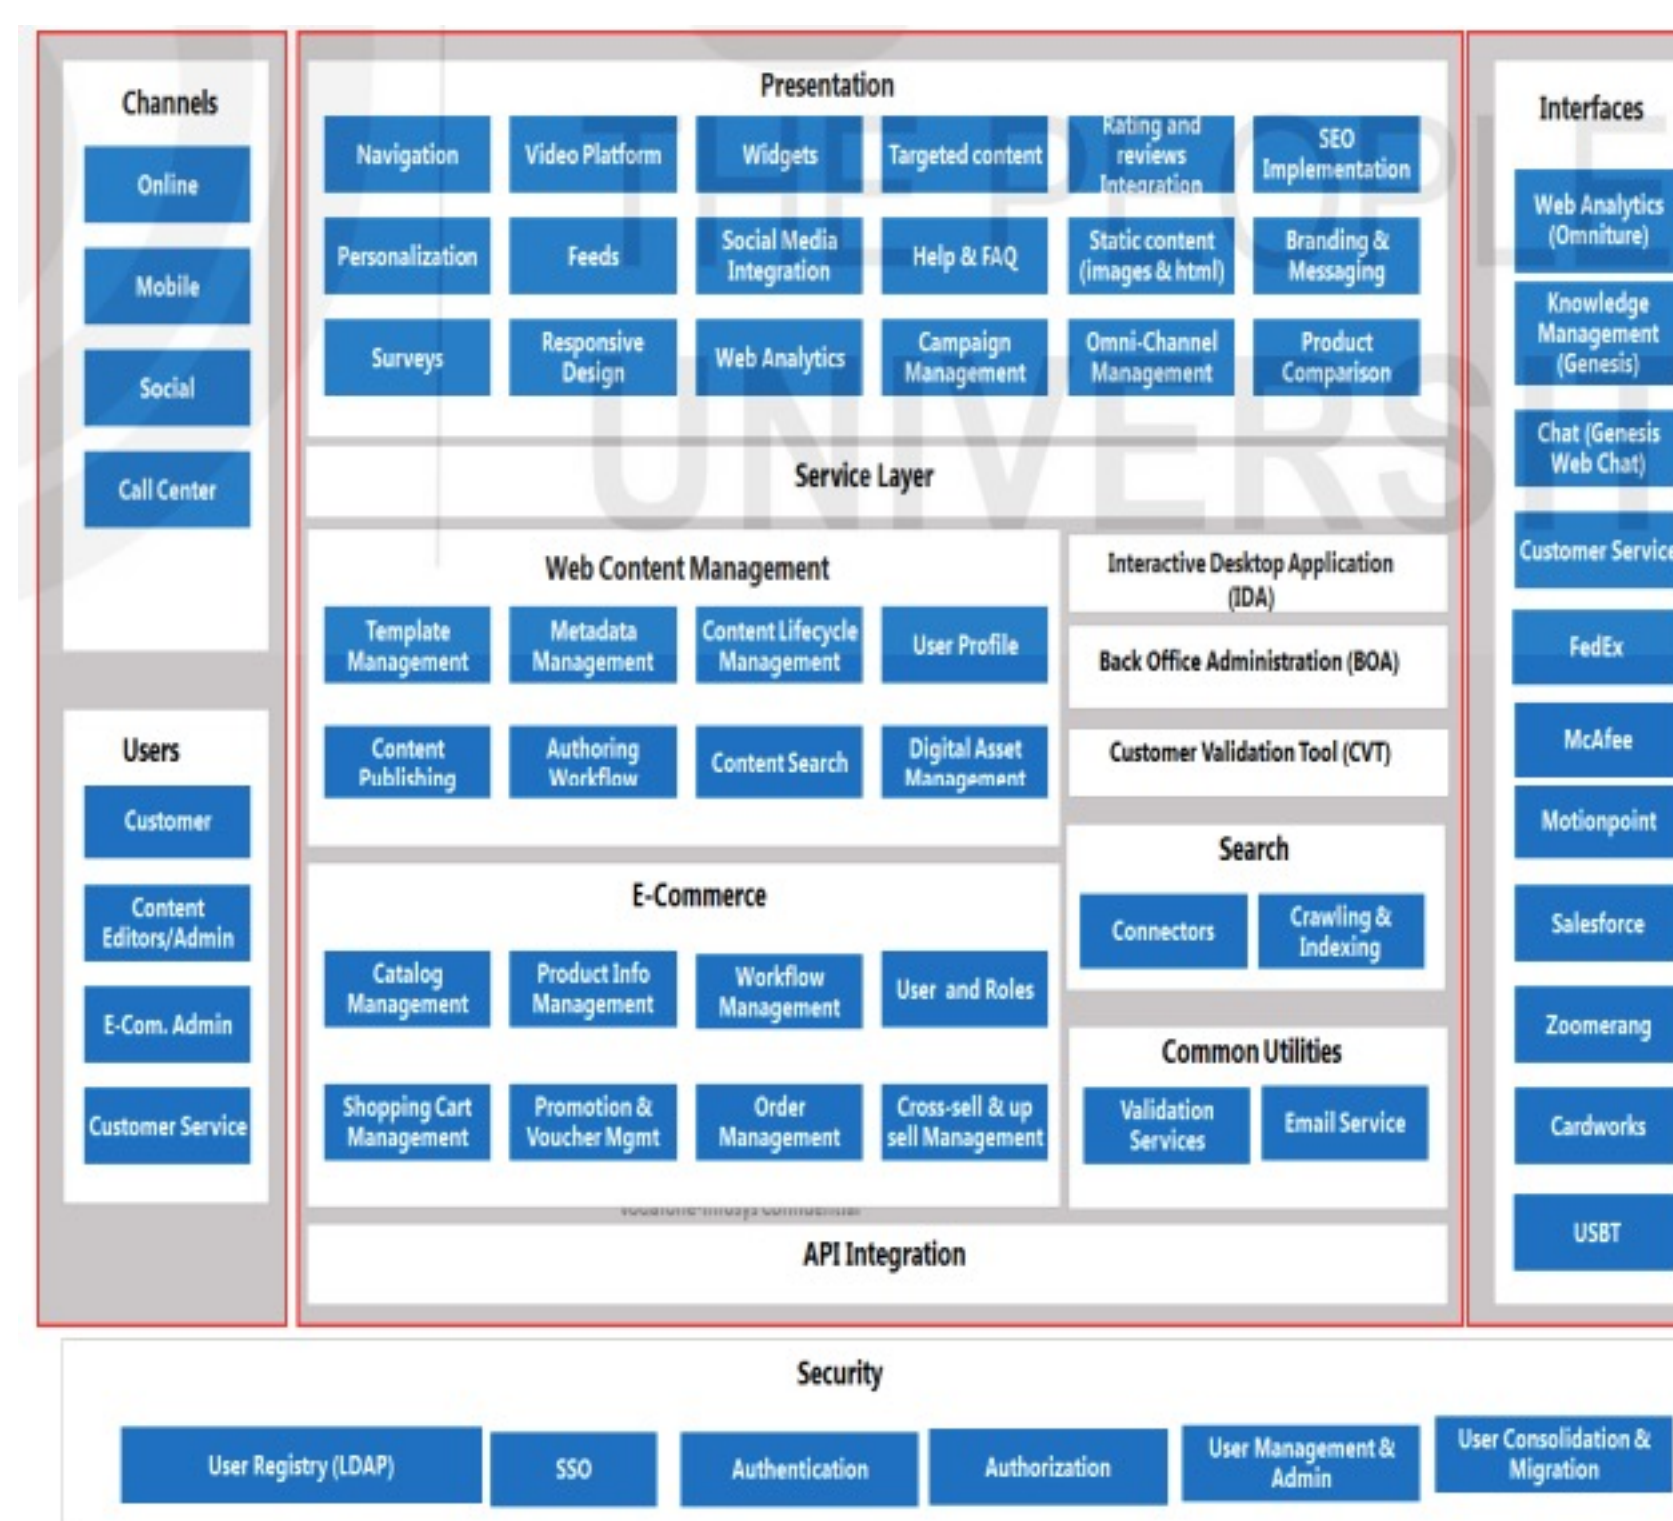 Channels
Online
Mobile
Social
Call Center
Users
Customer
Content
Editors/Admin
E-Com. Admin
Customer Service
Presentation
Navigation
Video Platform
Widgets
Targeted content
Rating and
reviews
Integration
SEO
Implementation
Personalization
Feeds
Social Media
Integration
Help & FAQ
Static content
(images & html)
Branding &
Messaging
Surveys
Responsive
Design
Web Analytics
Campaign
Management
Omni-Channel
Management
Product
Comparison
Service Layer
Web Content Management
Template
Management
Metadata
Management
Content Lifecycle
Management
User Profile
Content
Publishing
Authoring
Workflow
Content Search
Digital Asset
Management
Interactive Desktop Application
(IDA)
Back Office Administration (BOA)
Customer Validation Tool (CVT)
Search
Connectors
Crawling &
Indexing
E-Commerce
Catalog
Management
Product Info
Management
Workflow
Management
User and Roles
Shopping Cart
Management
Promotion &
Voucher Mgmt
Order
Management
Cross-sell & up
sell Management
Common Utilities
Validation
Services
Email Service
Vodafone-Infosys Confidential
API Integration
Interfaces
Web Analytics
(Omniture)
Knowledge
Management
(Genesis)
Chat (Genesis
Web Chat)
Customer Service
FedEx
McAfee
Motionpoint
Salesforce
Zoomerang
Cardworks
USBT
Security
User Registry (LDAP)
SSO
Authentication
Authorization
User Management &
Admin
User Consolidation &
Migration
THE PEOPLE
UNIVERSIT